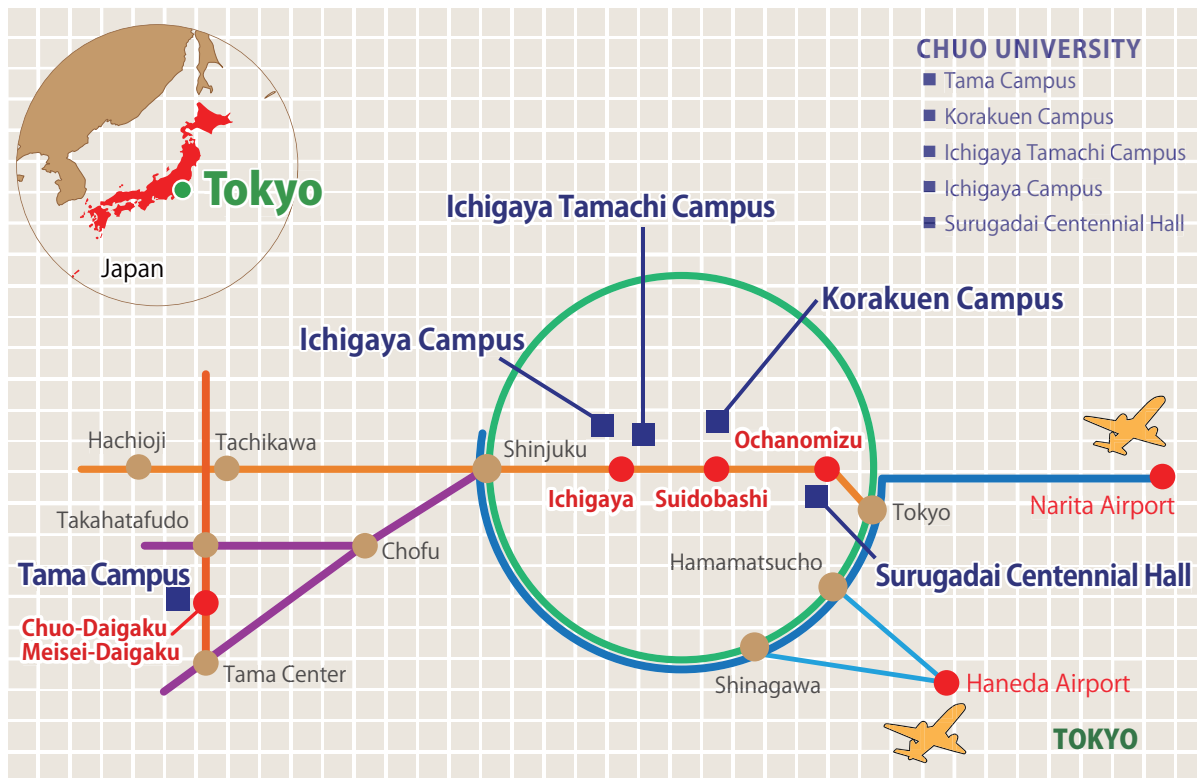 CHUO UNIVERSITY
Tama Campus
Korakuen Campus
Ichigaya Tamachi Campus
Ichigaya Campus
Surugadai Centennial Hall
Tokyo
Japan
Ichigaya Tamachi Campus
Korakuen Campus
Ichigaya Campus
Hachioji
Tachikawa
Shinjuku
Ochanomizu
Ichigaya
Suidobashi
Tokyo
Narita Airport
Takahatafudo
Chofu
Hamamatsucho
Surugadai Centennial Hall
Tama Campus
Chuo-Daigaku
Meisei-Daigaku
Tama Center
Shinagawa
Haneda Airport
TOKYO